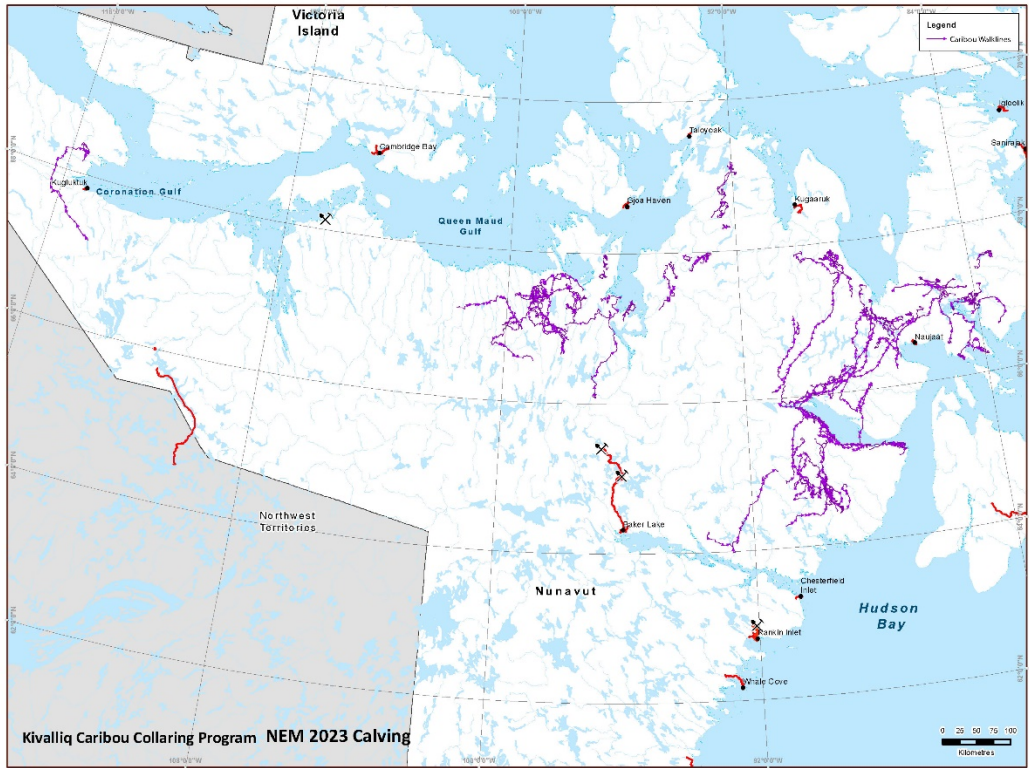 Victoria
Island
Legend
Caribou Walklines
Igloolik
Taloyoak
Sanirajak
Cambridge Bay
Kugluktuk
Coronation Gulf
Gjoa Haven
Kugaaruk
Queen Maud
Gulf
Naujaat
Northwest
Territories
Baker Lake
Nunavut
Chesterfield
Inlet
Hudson
Bay
Rankin Inlet
Whale Cove
Kivalliq Caribou Collaring Program NEM 2023 Calving
0 25 50 75 100
Kilometres